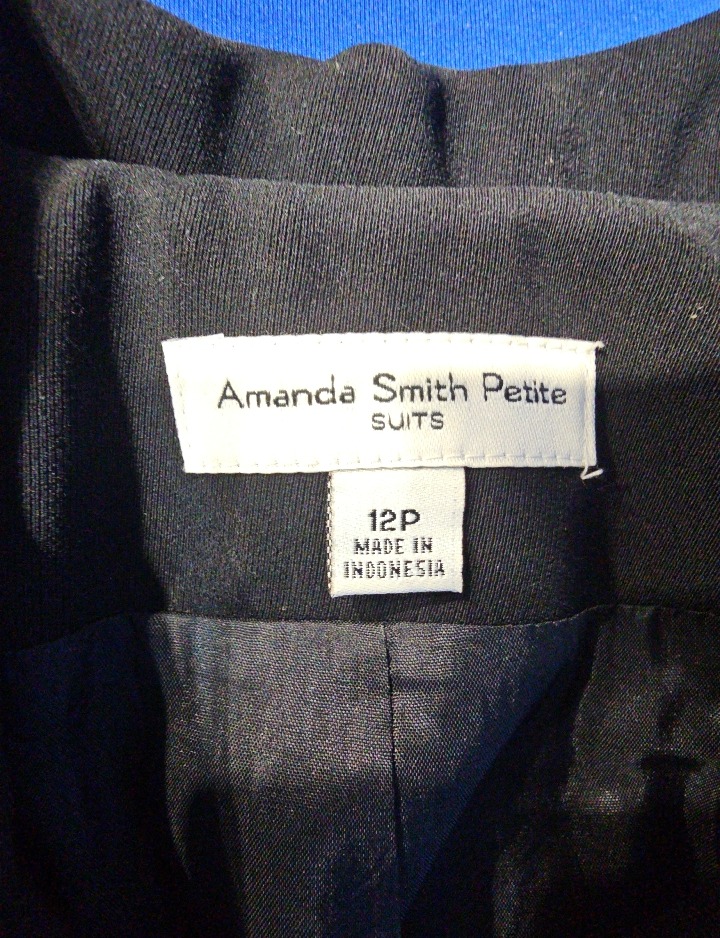 Amanda Smith Petite
SUITS
12P
MADE IN
INDONESIA